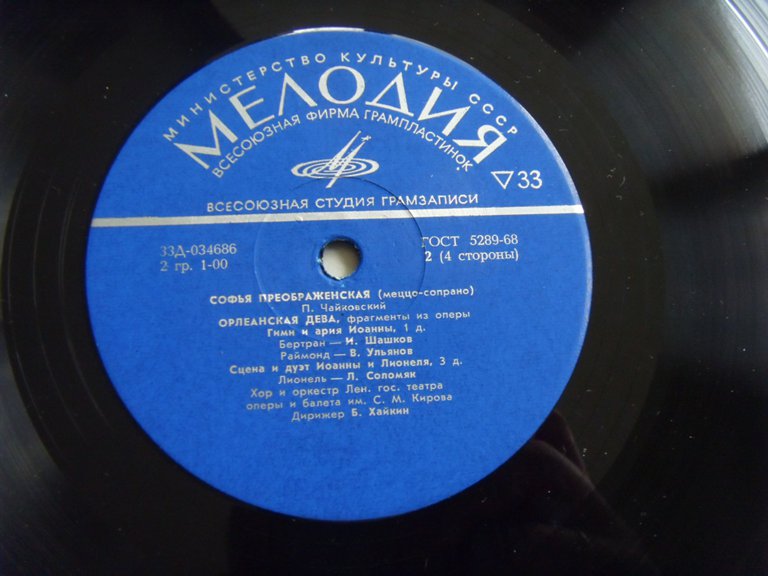 МИНИСТЕРСТВО КУЛЬТУРЫ СССР
МЕЛОДИЯ
ВСЕСОЮЗНАЯ ФИРМА ГРАМПЛАСТИНОК
▽33
ВСЕСОЮЗНАЯ СТУДИЯ ГРАМЗАПИСИ
33Д-034686
ГОСТ 5289-68
2 гр. 1-00
2 (4 стороны)
СОФЬЯ ПРЕОБРАЖЕНСКАЯ (меццо-сопрано)
П. Чайковский
ОРЛЕАНСКАЯ ДЕВА, фрагменты из оперы
Гимн и ария Иоанны, 1 д.
Бертран — И. Шашков
Раймонд — В. Ульянов
Сцена и дуэт Иоанны и Лионеля, 3 д.
Лионель — Л. Соломяк
Хор и оркестр Лен. гос. театра
оперы и балета им. С. М. Кирова
Дирижер Б. Хайкин